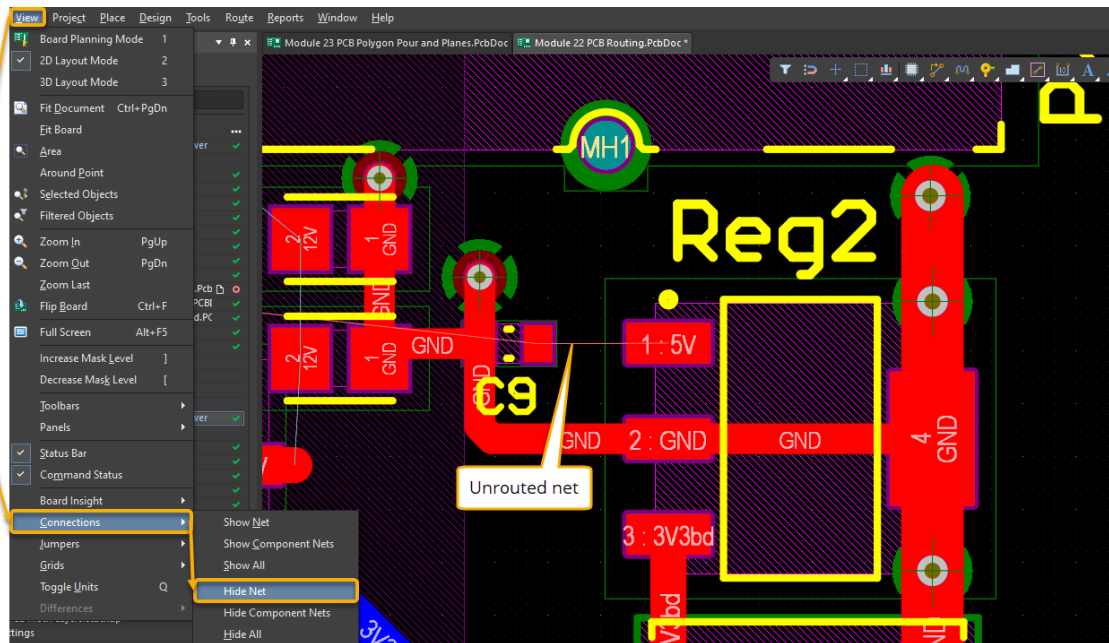 View Project Place Design Tools Route Reports Window Help
Board Planning Mode 1
2D Layout Mode 2
3D Layout Mode 3
Fit Document Ctrl+PgDn
Fit Board
Area
Around Point
Selected Objects
Filtered Objects
Zoom In PgUp
Zoom Out PgDn
Zoom Last
Flip Board Ctrl+F
Full Screen Alt+F5
Increase Mask Level ]
Decrease Mask Level [
Toolbars
Panels
Status Bar
Command Status
Board Insight
Connections
Jumpers
Grids
Toggle Units Q
Differences
Show Net
Show Component Nets
Show All
Hide Net
Hide Component Nets
Hide All
ver
.Pcb
d.PC
ver
tings
Module 23 PCB Polygon Pour and Planes.PcbDoc
Module 22 PCB Routing.PcbDoc *
A
MH1
Reg2
2
12V
1
GND
GND
2
12V
1
GND
GND
GND
C9
1 : 5V
GND
2 : GND
GND
4
GND
Unrouted net
3 : 3V3bd